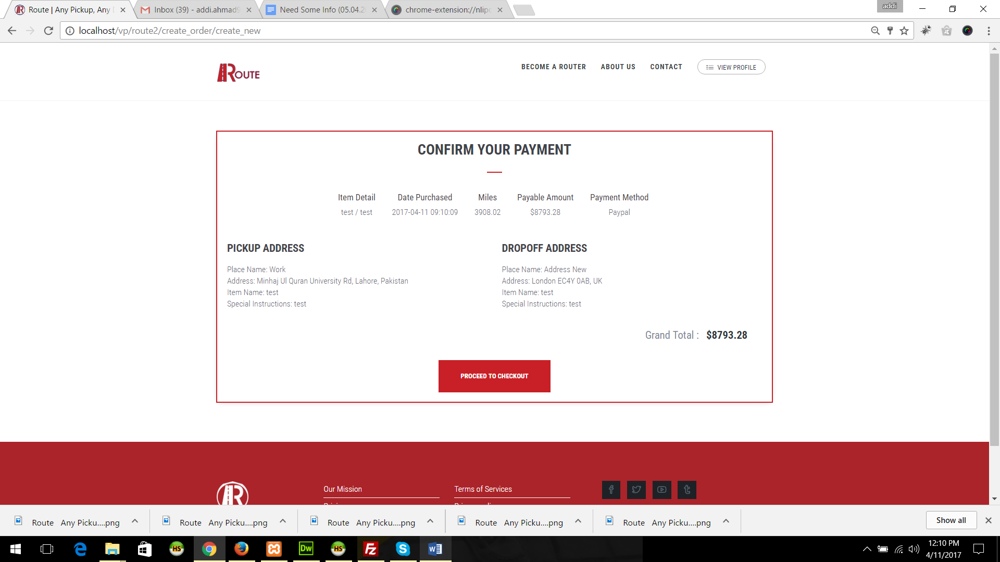 Route | Any Pickup, Any
Inbox (39) - addi.ahmad9
Need Some Info (05.04.2
chrome-extension://nlipc
addi
localhost/vp/route2/create_order/create_new
ROUTE
BECOME A ROUTER
ABOUT US
CONTACT
VIEW PROFILE
CONFIRM YOUR PAYMENT
Item Detail Date Purchased Miles Payable Amount Payment Method
test / test 2017-04-11 09:10:09 3908.02 $8793.28 Paypal
PICKUP ADDRESS
Place Name: Work
Address: Minhaj Ul Quran University Rd, Lahore, Pakistan
Item Name: test
Special Instructions: test
DROPOFF ADDRESS
Place Name: Address New
Address: London EC4Y 0AB, UK
Item Name: test
Special Instructions: test
Grand Total : $8793.28
PROCEED TO CHECKOUT
Our Mission
Terms of Services
Route Any Picku....png
Route Any Picku....png
Route Any Picku....png
Route Any Picku....png
Route Any Picku....png
Show all
HS
Dw
HS
Fz
12:10 PM
4/11/2017